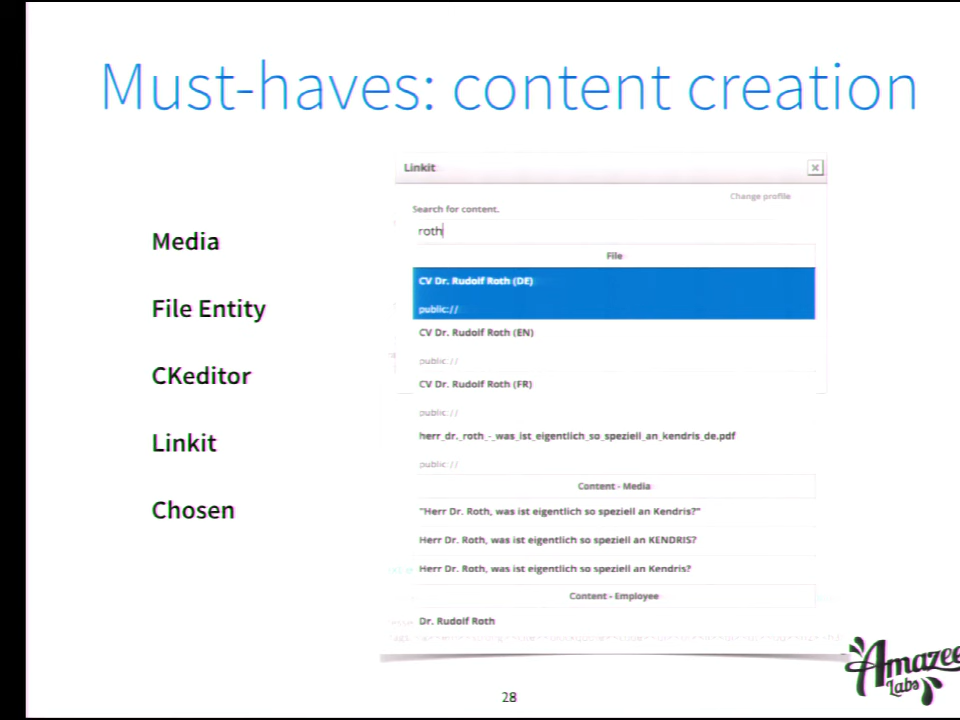 Must-haves: content creation
Media
File Entity
CKeditor
Linkit
Chosen
Linkit
Change profile
Search for content.
roth
File
CV Dr. Rudolf Roth (DE)
public://
CV Dr. Rudolf Roth (EN)
public://
CV Dr. Rudolf Roth (FR)
public://
herr_dr._roth_-_was_ist_eigentlich_so_speziell_an_kendris_de.pdf
public://
Content - Media
"Herr Dr. Roth, was ist eigentlich so speziell an Kendris?"
Herr Dr. Roth, was ist eigentlich so speziell an KENDRIS?
Herr Dr. Roth, was ist eigentlich so speziell an Kendris?
Content - Employee
Dr. Rudolf Roth
Amazee
Labs
28